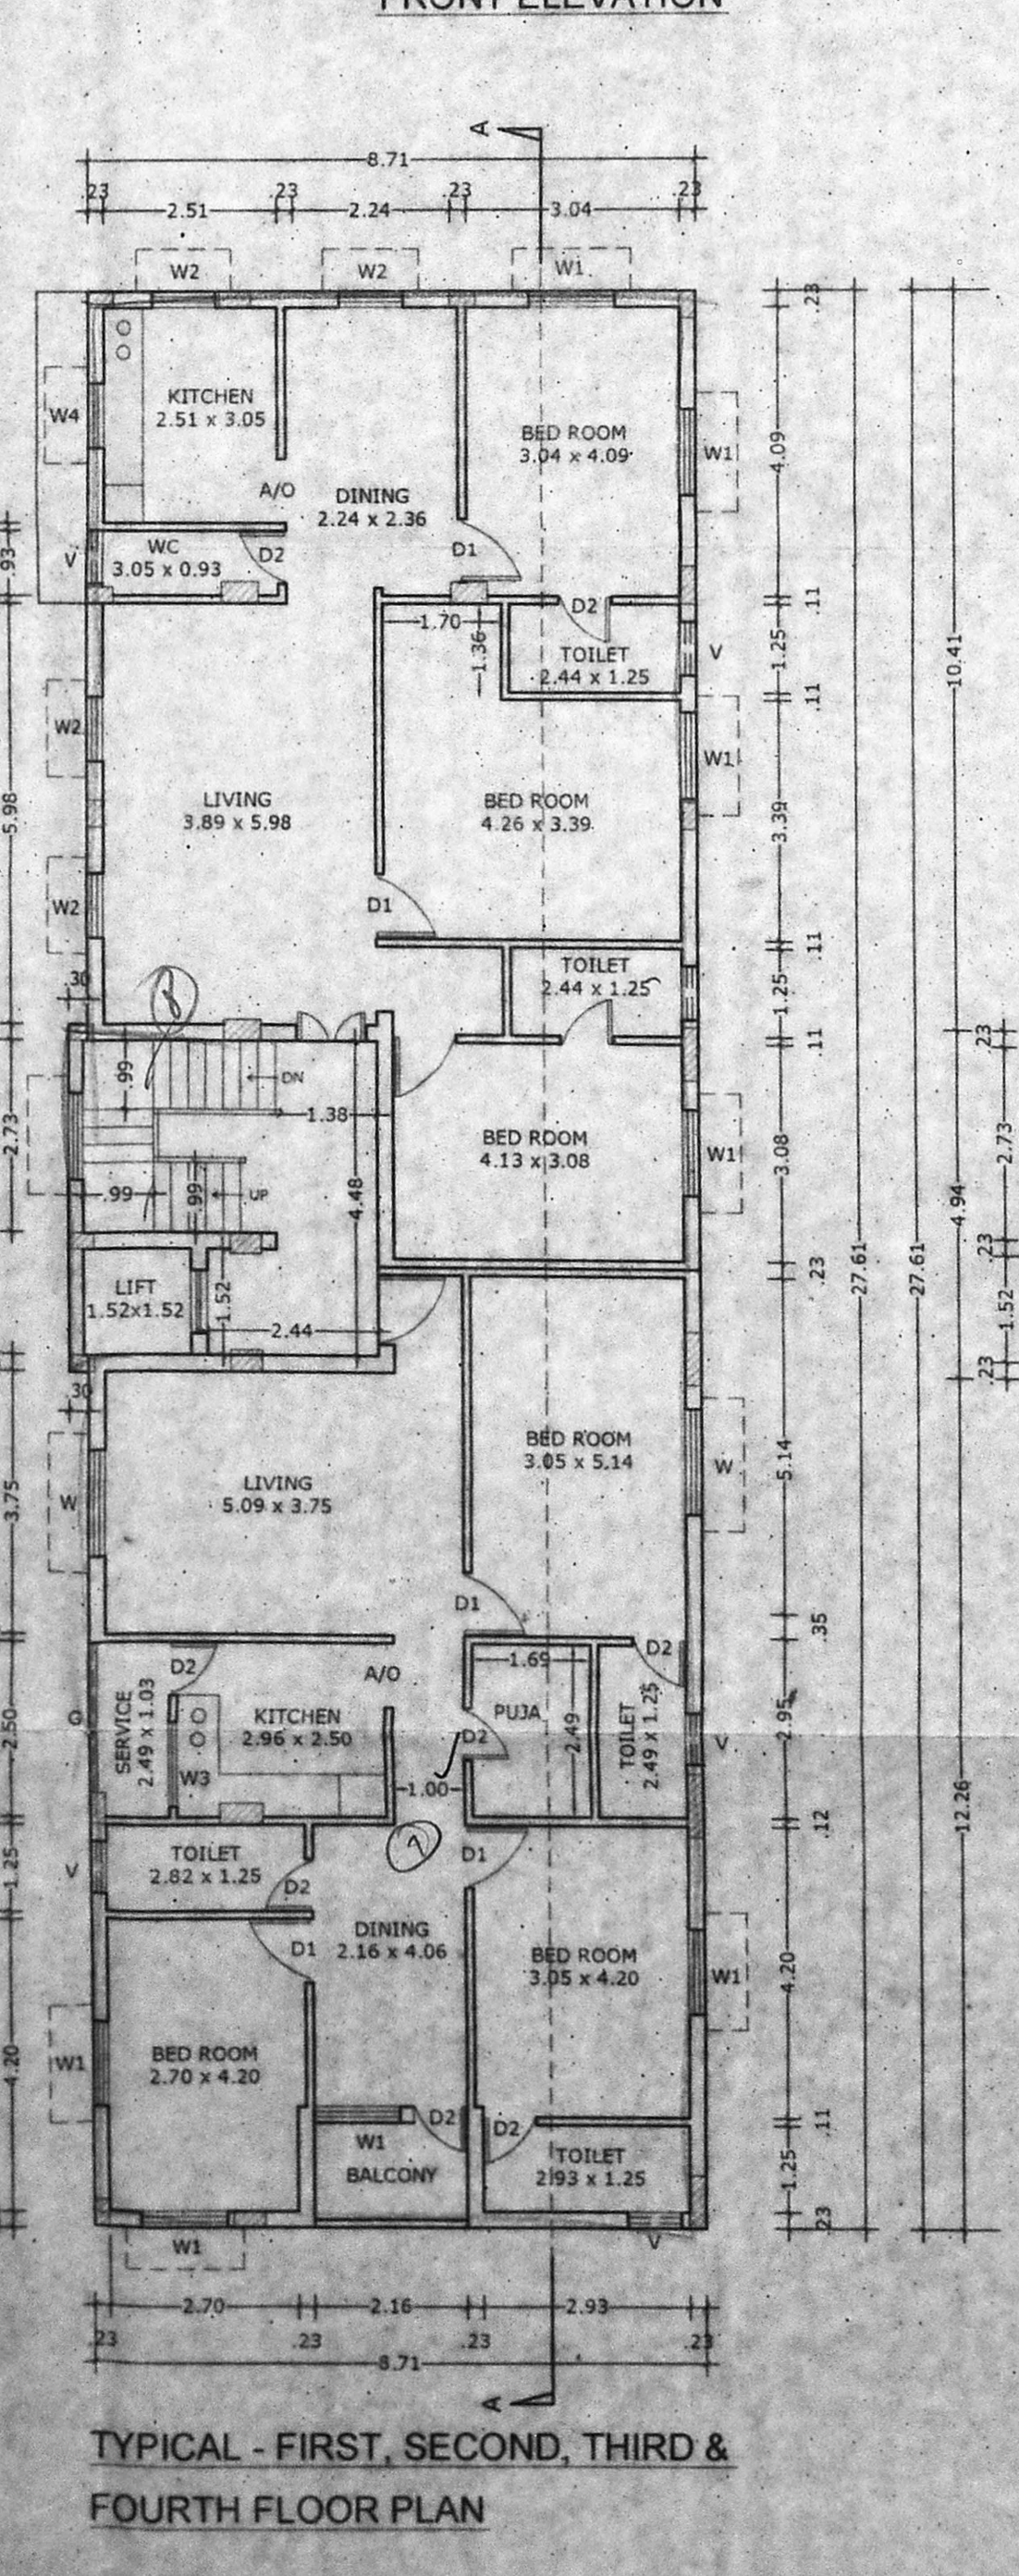 FRONT ELEVATION
A
8.71
.23 .23 .23 .23
2.51 2.24 3.04
W2 W2 W1
.23
KITCHEN
2.51 x 3.05
W4
BED ROOM
3.04 x 4.09
W1
4.09
A/O
DINING
2.24 x 2.36
WC
3.05 x 0.93
V
D2
D1
.93
D2
.11
1.70
1.36
TOILET
2.44 x 1.25
V
1.25
10.41
.11
W2
W1
LIVING
3.89 x 5.98
BED ROOM
4.26 x 3.39
5.98
3.39
W2
D1
.11
TOILET
2.44 x 1.25
1.25
.30
.11
.23
.99
DN
1.38
BED ROOM
4.13 x 3.08
W1
3.08
2.73
2.73
.99
.99
UP
4.48
4.94
27.61
27.61
.23
.23
LIFT
1.52x1.52
1.52
2.44
1.52
.23
.30
BED ROOM
3.05 x 5.14
W
5.14
LIVING
5.09 x 3.75
W
3.75
D1
.35
D2
A/O
1.69
D2
SERVICE
2.49 x 1.03
KITCHEN
2.96 x 2.50
PUJA
2.49
TOILET
2.49 x 1.25
G
D2
V
2.95
2.50
W3
1.00
12.26
.12
TOILET
2.82 x 1.25
V
D2
7
D1
1.25
DINING
2.16 x 4.06
D1
BED ROOM
3.05 x 4.20
W1
4.20
BED ROOM
2.70 x 4.20
W1
4.20
D2
D2
W1
BALCONY
TOILET
2.93 x 1.25
.11
1.25
.23
W1
V
2.70 2.16 2.93
.23 .23 .23 .23
8.71
A
TYPICAL - FIRST, SECOND, THIRD &
FOURTH FLOOR PLAN